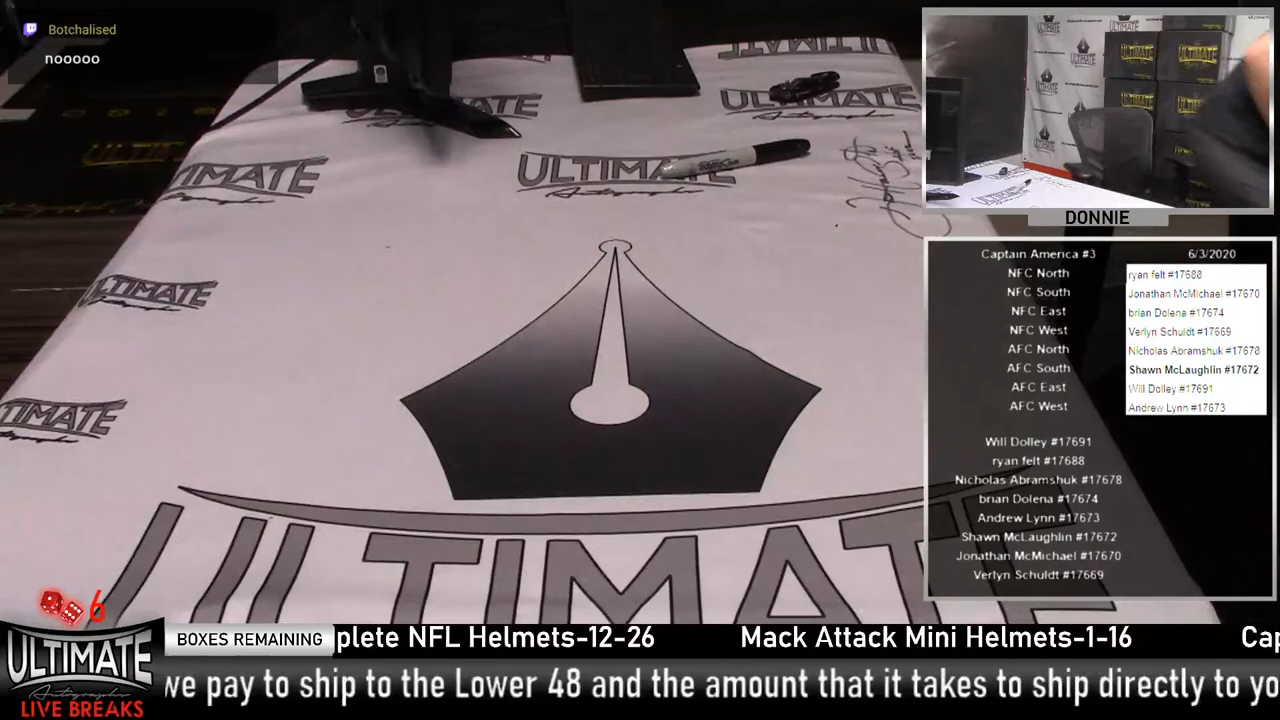 Botchalised
nooooo
ULTIMATE
ULTIMATE
ULTIMATE
ULTIMATE
ULTIMATE
ULTIMATE
ULTIMATE
ULTIMATE
ULTIMATE
DONNIE
Captain America #3 6/3/2020
NFC North ryan felt #17688
NFC South Jonathan McMichael #17670
NFC East brian Dolena #17674
NFC West Verlyn Schuldt #17669
AFC North Nicholas Abramshuk #17678
AFC South Shawn McLaughlin #17672
AFC East Will Dolley #17691
AFC West Andrew Lynn #17673
Will Dolley #17691
ryan felt #17688
Nicholas Abramshuk #17678
brian Dolena #17674
Andrew Lynn #17673
Shawn McLaughlin #17672
Jonathan McMichael #17670
Verlyn Schuldt #17669
6
ULTIMATE
Autographs
LIVE BREAKS
BOXES REMAINING plete NFL Helmets-12-26 Mack Attack Mini Helmets-1-16 Cap
we pay to ship to the Lower 48 and the amount that it takes to ship directly to yo